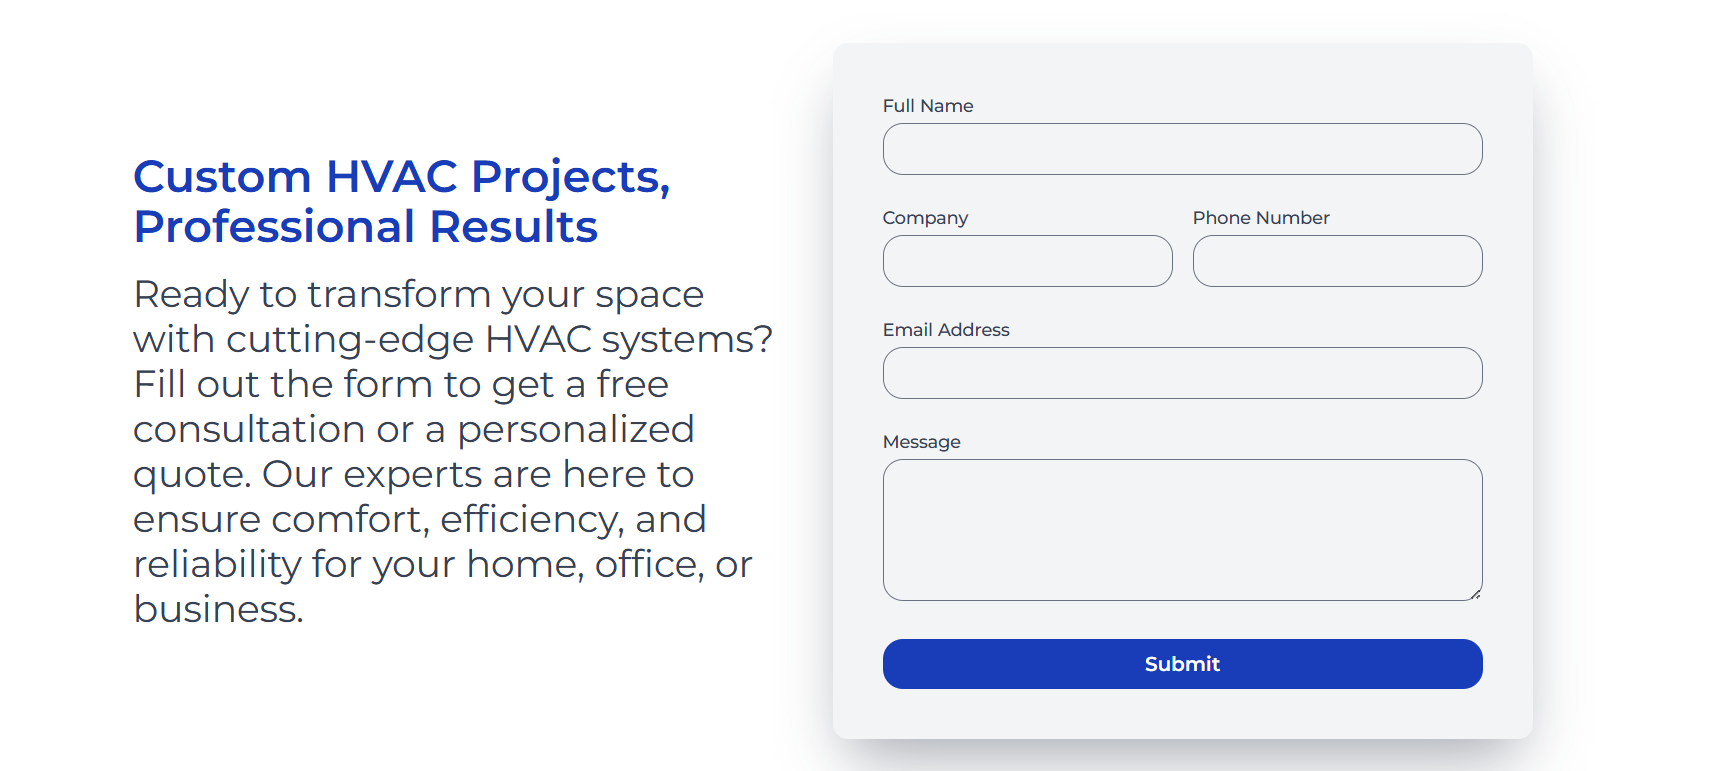 Custom HVAC Projects,
Professional Results
Ready to transform your space
with cutting-edge HVAC systems?
Fill out the form to get a free
consultation or a personalized
quote. Our experts are here to
ensure comfort, efficiency, and
reliability for your home, office, or
business.
Full Name
Company
Phone Number
Email Address
Message
Submit